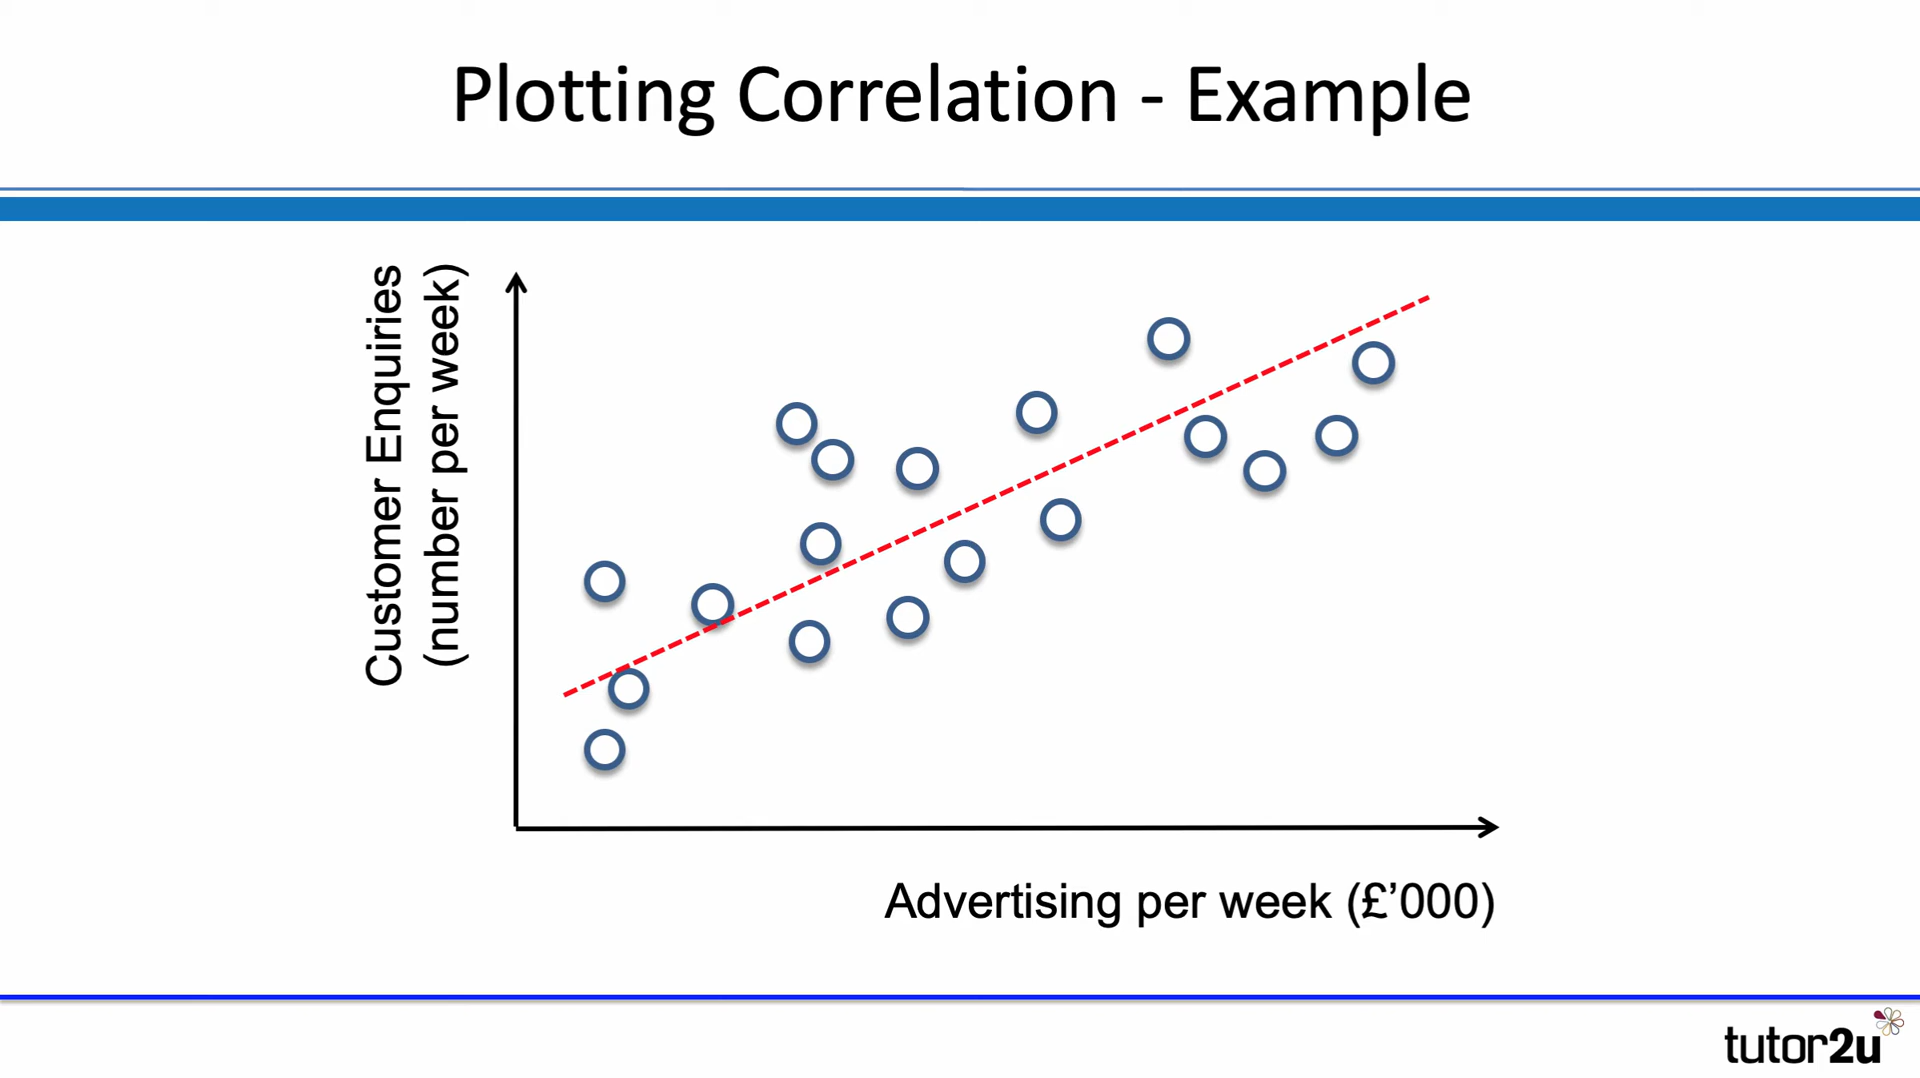 Plotting Correlation - Example
Customer Enquiries
(number per week)
Advertising per week (£’000)
tutor2u